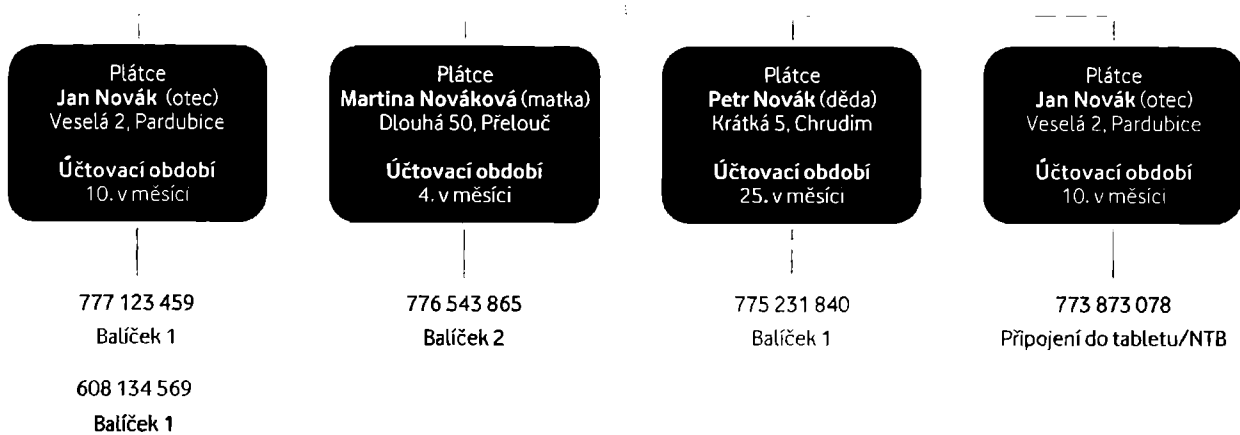 Plátce
Jan Novák (otec)
Veselá 2, Pardubice
Účtovací období
10. v měsíci
777 123 459
Balíček 1
608 134 569
Balíček 1
Plátce
Martina Nováková (matka)
Dlouhá 50, Přelouč
Účtovací období
4. v měsíci
776 543 865
Balíček 2
Plátce
Petr Novák (děda)
Krátká 5, Chrudim
Účtovací období
25. v měsíci
775 231 840
Balíček 1
Plátce
Jan Novák (otec)
Veselá 2, Pardubice
Účtovací období
10. v měsíci
773 873 078
Připojení do tabletu/NTB